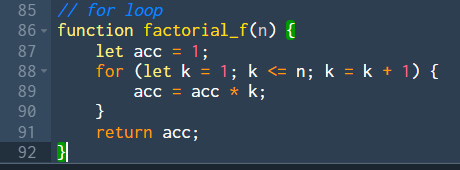 85 // for loop
86 function factorial_f(n) {
87     let acc = 1;
88     for (let k = 1; k <= n; k = k + 1) {
89         acc = acc * k;
90     }
91     return acc;
92 }